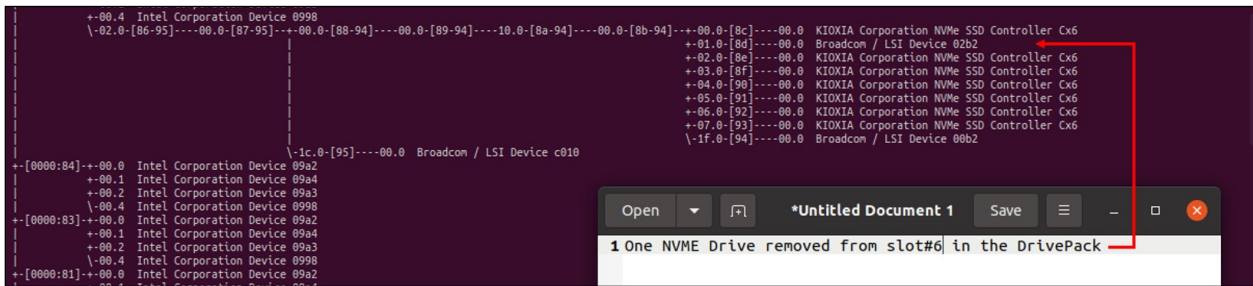 +-00.4 Intel Corporation Device 0998
\-02.0-[86-95]----00.0-[87-95]--+-00.0-[88-94]----00.0-[89-94]----10.0-[8a-94]----00.0-[8b-94]--+-00.0-[8c]----00.0 KIOXIA Corporation NVMe SSD Controller Cx6
+-01.0-[8d]----00.0 Broadcom / LSI Device 02b2
+-02.0-[8e]----00.0 KIOXIA Corporation NVMe SSD Controller Cx6
+-03.0-[8f]----00.0 KIOXIA Corporation NVMe SSD Controller Cx6
+-04.0-[90]----00.0 KIOXIA Corporation NVMe SSD Controller Cx6
+-05.0-[91]----00.0 KIOXIA Corporation NVMe SSD Controller Cx6
+-06.0-[92]----00.0 KIOXIA Corporation NVMe SSD Controller Cx6
+-07.0-[93]----00.0 KIOXIA Corporation NVMe SSD Controller Cx6
\-1f.0-[94]----00.0 Broadcom / LSI Device 00b2
\-1c.0-[95]----00.0 Broadcom / LSI Device c010
+-[0000:84]-+-00.0 Intel Corporation Device 09a2
+-00.1 Intel Corporation Device 09a4
+-00.2 Intel Corporation Device 09a3
\-00.4 Intel Corporation Device 0998
+-[0000:83]-+-00.0 Intel Corporation Device 09a2
+-00.1 Intel Corporation Device 09a4
+-00.2 Intel Corporation Device 09a3
\-00.4 Intel Corporation Device 0998
+-[0000:81]-+-00.0 Intel Corporation Device 09a2
Open *Untitled Document 1 Save
1 One NVME Drive removed from slot#6 in the DrivePack